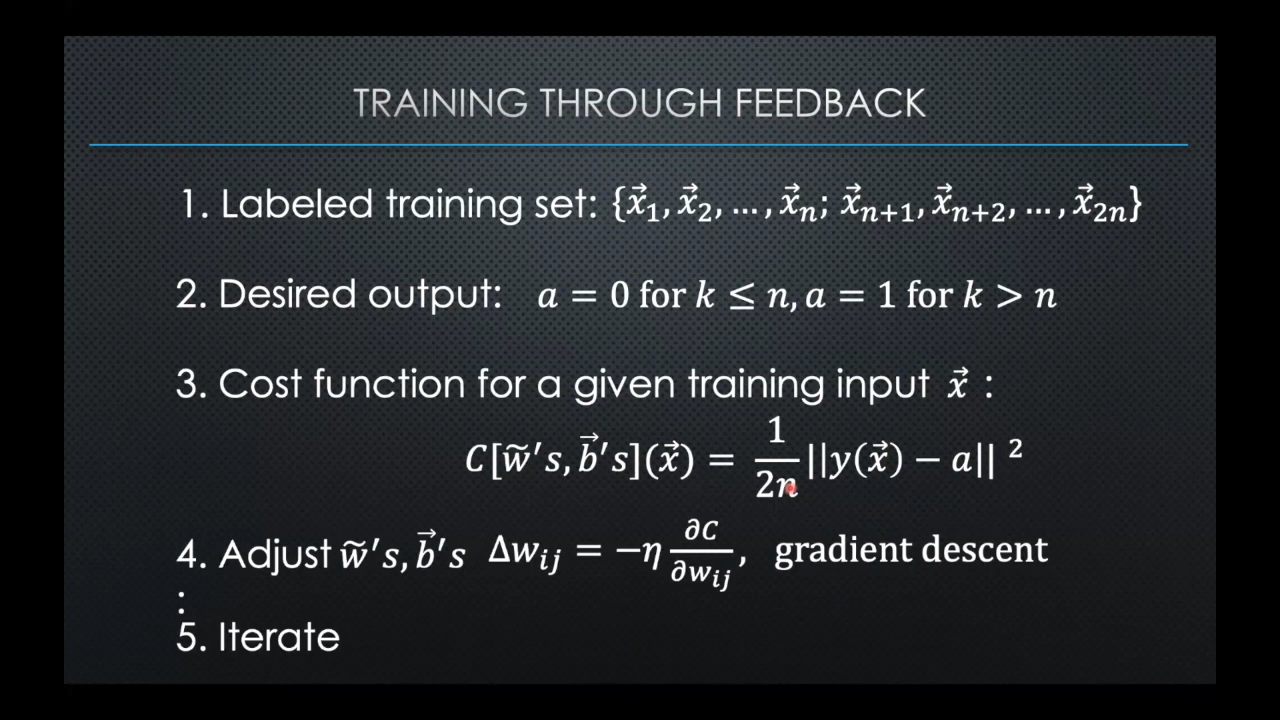 TRAINING THROUGH FEEDBACK
1. Labeled training set: {x⃗₁, x⃗₂, … , x⃗ₙ; x⃗ₙ₊₁, x⃗ₙ₊₂, … , x⃗₂ₙ}
2. Desired output: a = 0 for k ≤ n, a = 1 for k > n
3. Cost function for a given training input x⃗ :
C[w̃′s, b⃗′s](x⃗) = 1/2n ||y(x⃗) − a|| ²
4. Adjust w̃′s, b⃗′s Δwᵢⱼ = −η ∂C/∂wᵢⱼ, gradient descent
:
5. Iterate